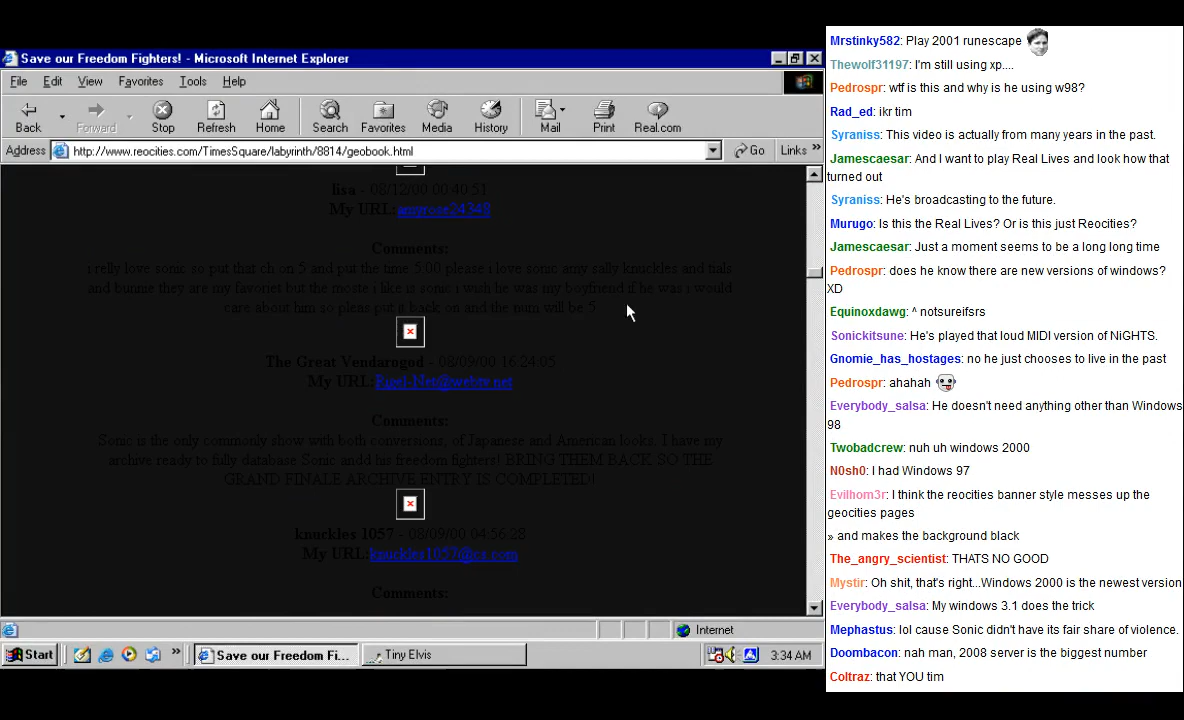 Save our Freedom Fighters! - Microsoft Internet Explorer
File Edit View Favorites Tools Help
Back Forward Stop Refresh Home Search Favorites Media History Mail Print Real.com
Address http://www.reocities.com/TimesSquare/labyrinth/8814/geobook.html Go Links »
lisa - 08/12/00 00:40:51
My URL:amyrose24348
Comments:
i relly love sonic so put that ch on 5 and put the time 5:00 please i love sonic amy sally knuckles and tials
and bunnie they are my favoriet but the moste i like is sonic i wish he was my boyfriend if he was i would
care about him so pleas put it back on and the num will be 5
The Great Vendarogod - 08/09/00 16:24:05
My URL:Rigel-Net@webtv.net
Comments:
Sonic is the only commonly show with both conversions, of Japanese and American looks. I have my
archive ready to fully database Sonic andd his freedom fighters! BRING THEM BACK SO THE
GRAND FINALE ARCHIVE ENTRY IS COMPLETED!
knuckles 1057 - 08/09/00 04:56:28
My URL:knuckles1057@cs.com
Comments:
Internet
Start » Save our Freedom Fi... Tiny Elvis 3:34 AM
Mrstinky582: Play 2001 runescape
Thewolf31197: I'm still using xp....
Pedrospr: wtf is this and why is he using w98?
Rad_ed: ikr tim
Syraniss: This video is actually from many years in the past.
Jamescaesar: And I want to play Real Lives and look how that
turned out
Syraniss: He's broadcasting to the future.
Murugo: Is this the Real Lives? Or is this just Reocities?
Jamescaesar: Just a moment seems to be a long long time
Pedrospr: does he know there are new versions of windows?
XD
Equinoxdawg: ^ notsureifsrs
Sonickitsune: He's played that loud MIDI version of NiGHTS.
Gnomie_has_hostages: no he just chooses to live in the past
Pedrospr: ahahah
Everybody_salsa: He doesn't need anything other than Windows
98
Twobadcrew: nuh uh windows 2000
N0sh0: I had Windows 97
Evilhom3r: I think the reocities banner style messes up the
geocities pages
» and makes the background black
The_angry_scientist: THATS NO GOOD
Mystir: Oh shit, that's right...Windows 2000 is the newest version
Everybody_salsa: My windows 3.1 does the trick
Mephastus: lol cause Sonic didn't have its fair share of violence.
Doombacon: nah man, 2008 server is the biggest number
Coltraz: that YOU tim